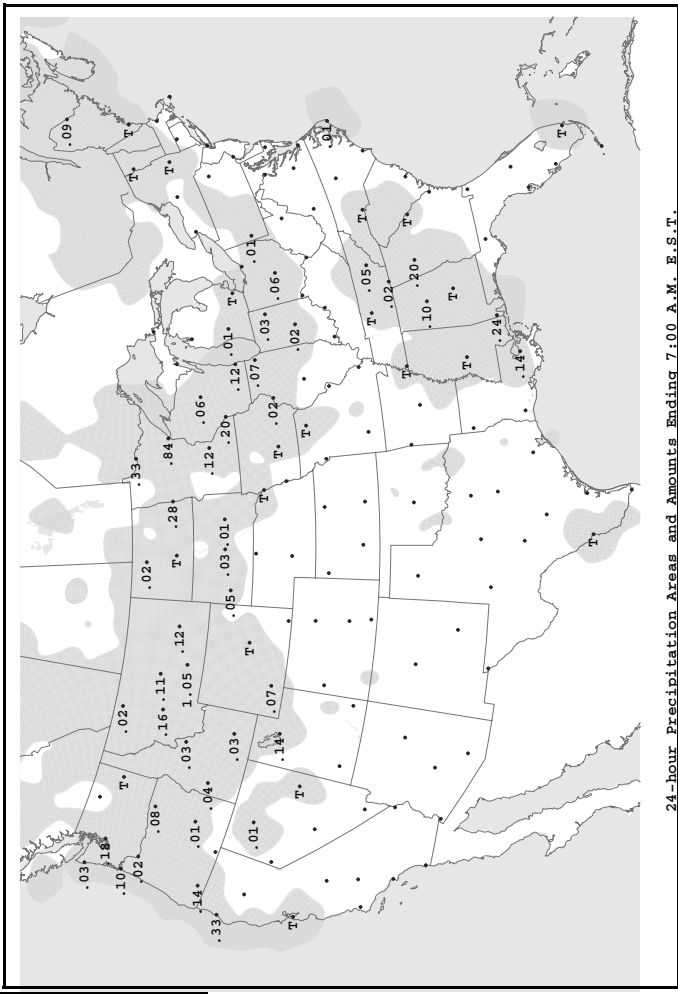 .09
.03
.18
.10
.02
T
T
T
.33
.02
.02
.08
.11
.16
.84
T
.28
T
.12
.03
1.05
.01
.14
.06
.04
.12
.33
.03
.01
.20
.01
.05
T
.03
.12
T
.01
.01
.07
T
.03
.07
.02
.06
T
.14
T
.02
T
T
.01
T
.05
T
.02
T
T
.20
.10
T
T
.24
.14
T
T
24-hour Precipitation Areas and Amounts Ending 7:00 A.M. E.S.T.